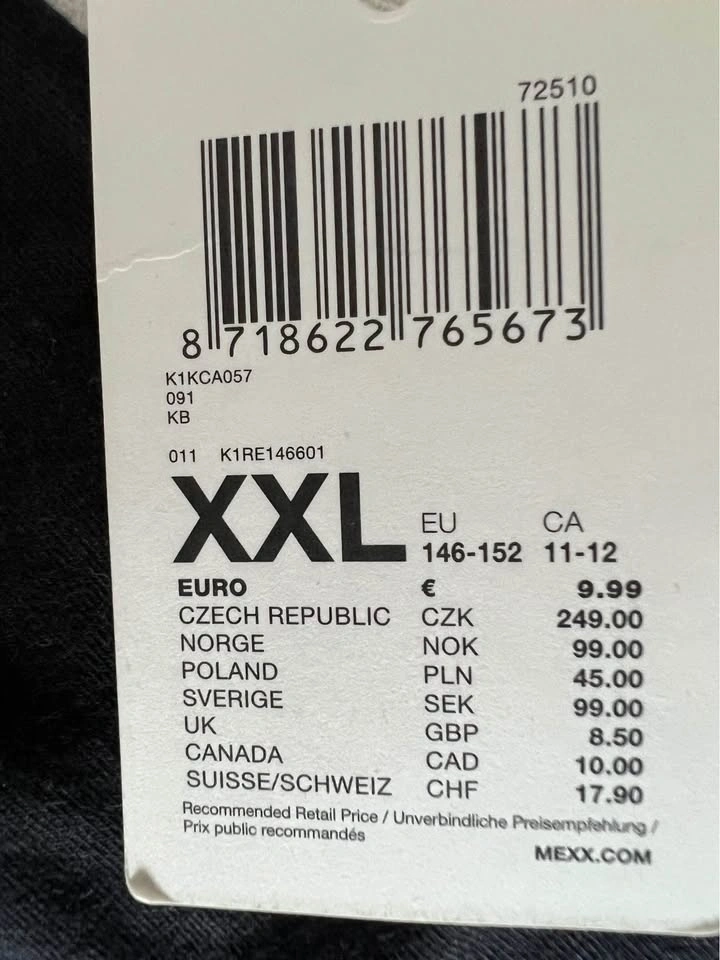 72510
8 718622 765673
K1KCA057
091
KB
011 K1RE146601
XXL EU CA
146-152 11-12
EURO € 9.99
CZECH REPUBLIC CZK 249.00
NORGE NOK 99.00
POLAND PLN 45.00
SVERIGE SEK 99.00
UK GBP 8.50
CANADA CAD 10.00
SUISSE/SCHWEIZ CHF 17.90
Recommended Retail Price / Unverbindliche Preisempfehlung /
Prix public recommandés
MEXX.COM